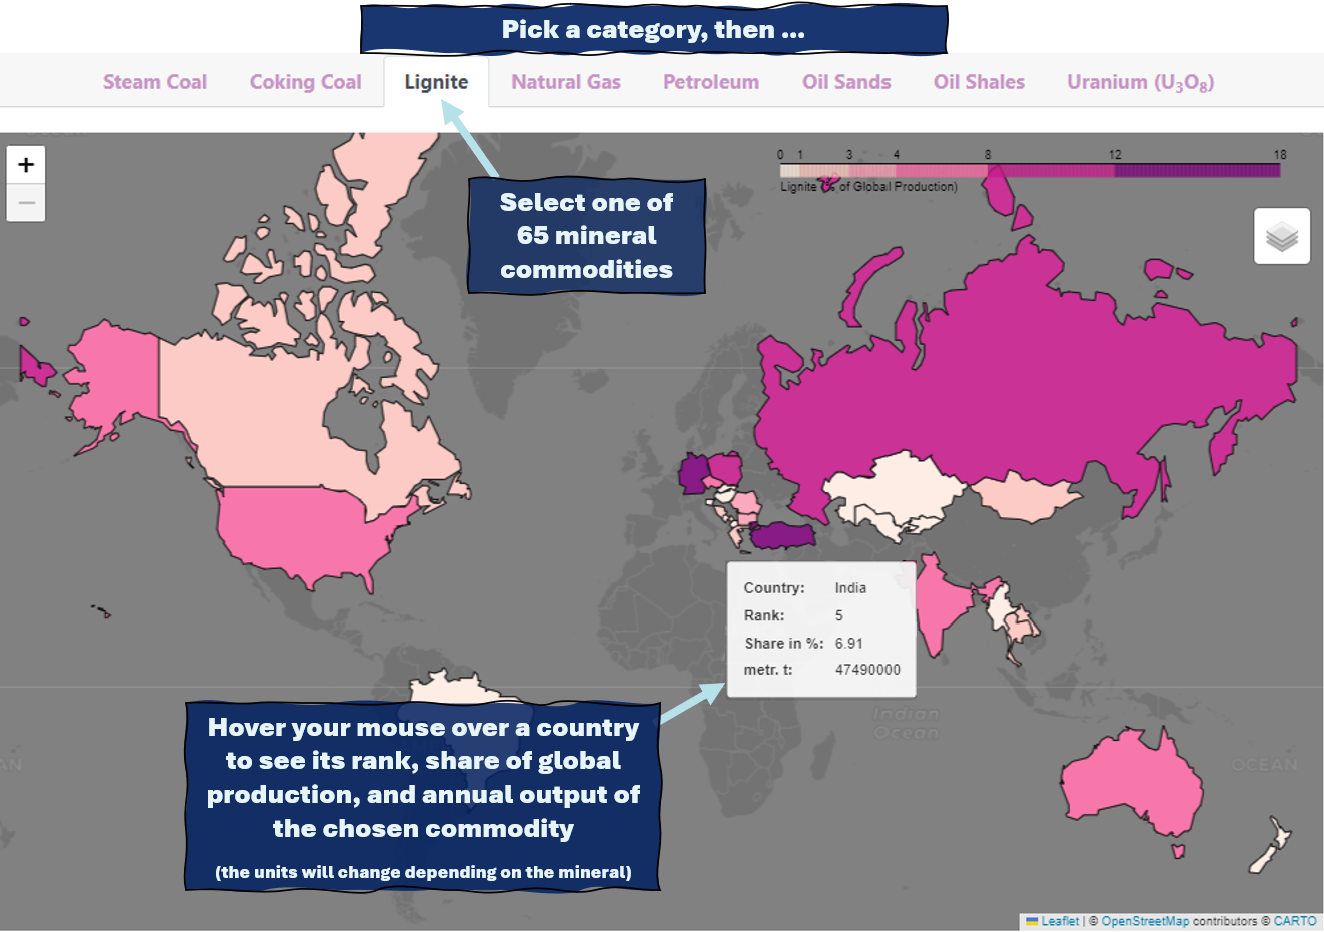 Pick a category, then ...
Steam Coal Coking Coal Lignite Natural Gas Petroleum Oil Sands Oil Shales Uranium (U₃O₈)
+
−
0 1 3 4 8 12 18
Lignite (% of Global Production)
Select one of
65 mineral
commodities
Country: India
Rank: 5
Share in %: 6.91
metr. t: 47490000
Hover your mouse over a country
to see its rank, share of global
production, and annual output of
the chosen commodity
(the units will change depending on the mineral)
Indian
Ocean
OCEAN
Leaflet | © OpenStreetMap contributors © CARTO